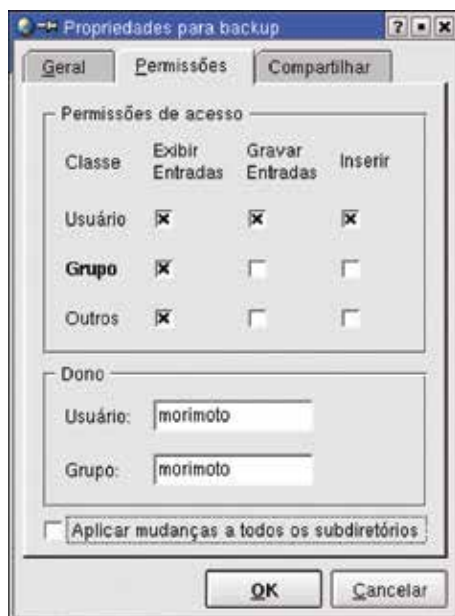 Propriedades para backup
Geral Permissões Compartilhar
Permissões de acesso
Classe Exibir Entradas Gravar Entradas Inserir
Usuário
Grupo
Outros
Dono
Usuário: morimoto
Grupo: morimoto
Aplicar mudanças a todos os subdiretórios
OK Cancelar